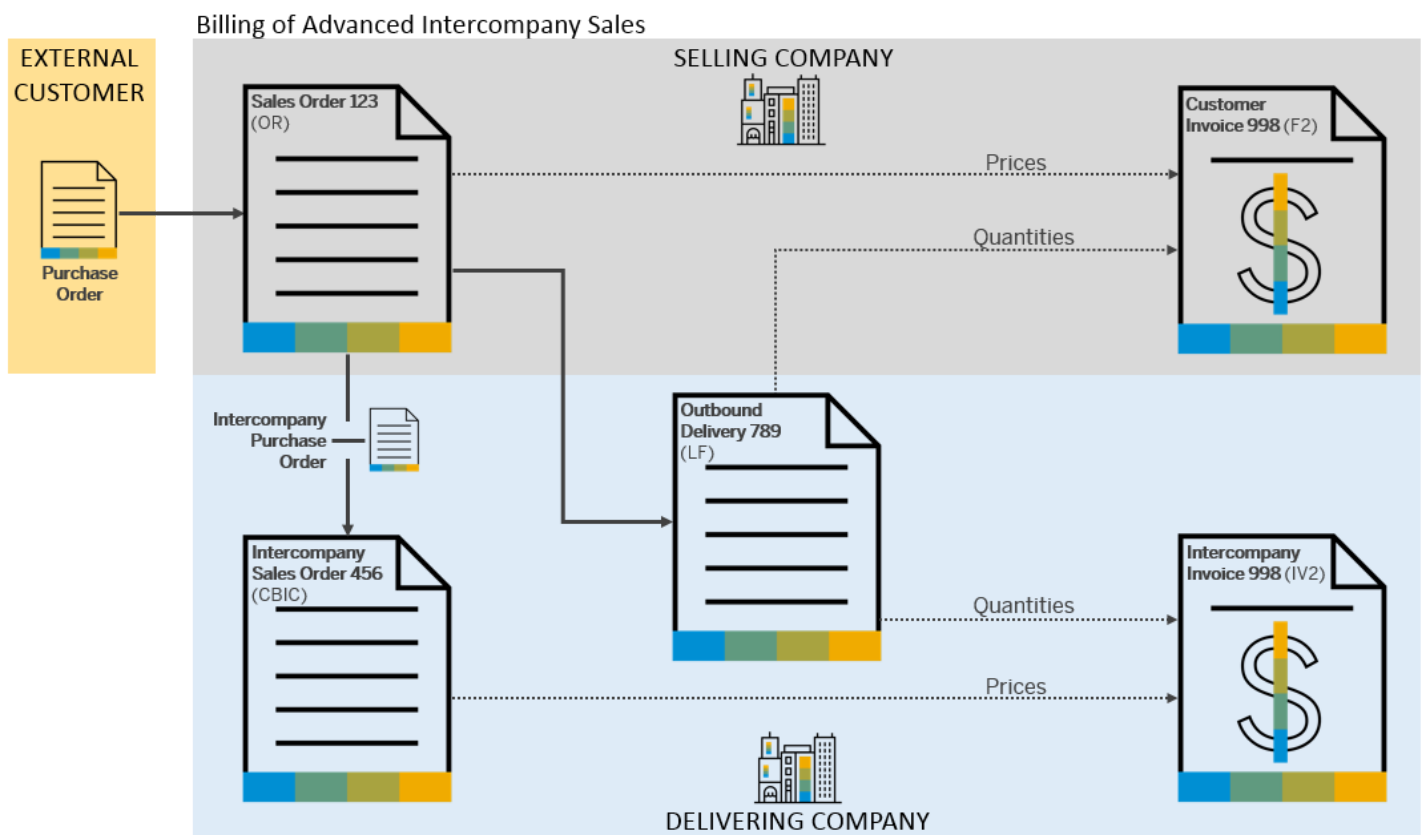 Billing of Advanced Intercompany Sales
EXTERNAL
CUSTOMER
SELLING COMPANY
Sales Order 123
(OR)
Customer
Invoice 998 (F2)
Prices
Quantities
Purchase
Order
Intercompany
Purchase
Order
Outbound
Delivery 789
(LF)
Intercompany
Sales Order 456
(CBIC)
Intercompany
Invoice 998 (IV2)
Quantities
Prices
DELIVERING COMPANY